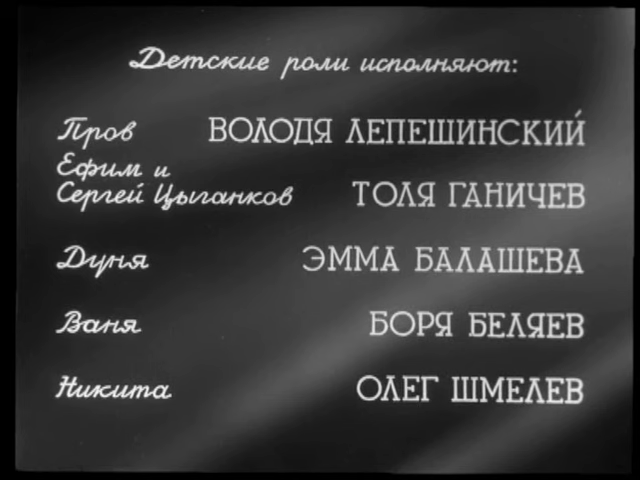 Детские роли исполняют:
Пров ВОЛОДЯ ЛЕПЕШИНСКИЙ
Ефим и
Сергей Цыганков ТОЛЯ ГАНИЧЕВ
Дуня ЭММА БАЛАШЕВА
Ваня БОРЯ БЕЛЯЕВ
Никита ОЛЕГ ШМЕЛЕВ